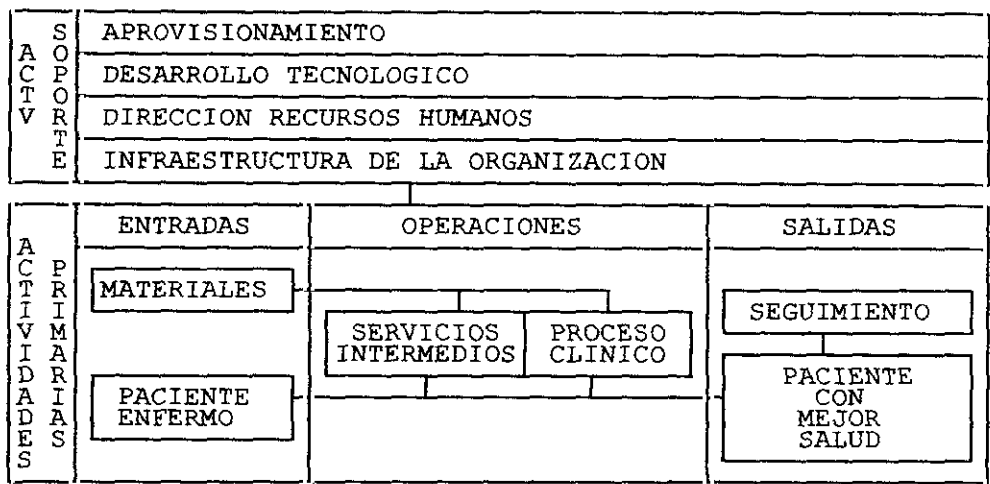 ACTV
SOPORTE
APROVISIONAMIENTO
DESARROLLO TECNOLOGICO
DIRECCION RECURSOS HUMANOS
INFRAESTRUCTURA DE LA ORGANIZACION
ACTIVIDADES
PRIMARIAS
ENTRADAS
OPERACIONES
SALIDAS
MATERIALES
SERVICIOS
INTERMEDIOS
PROCESO
CLINICO
SEGUIMIENTO
PACIENTE
ENFERMO
PACIENTE
CON
MEJOR
SALUD